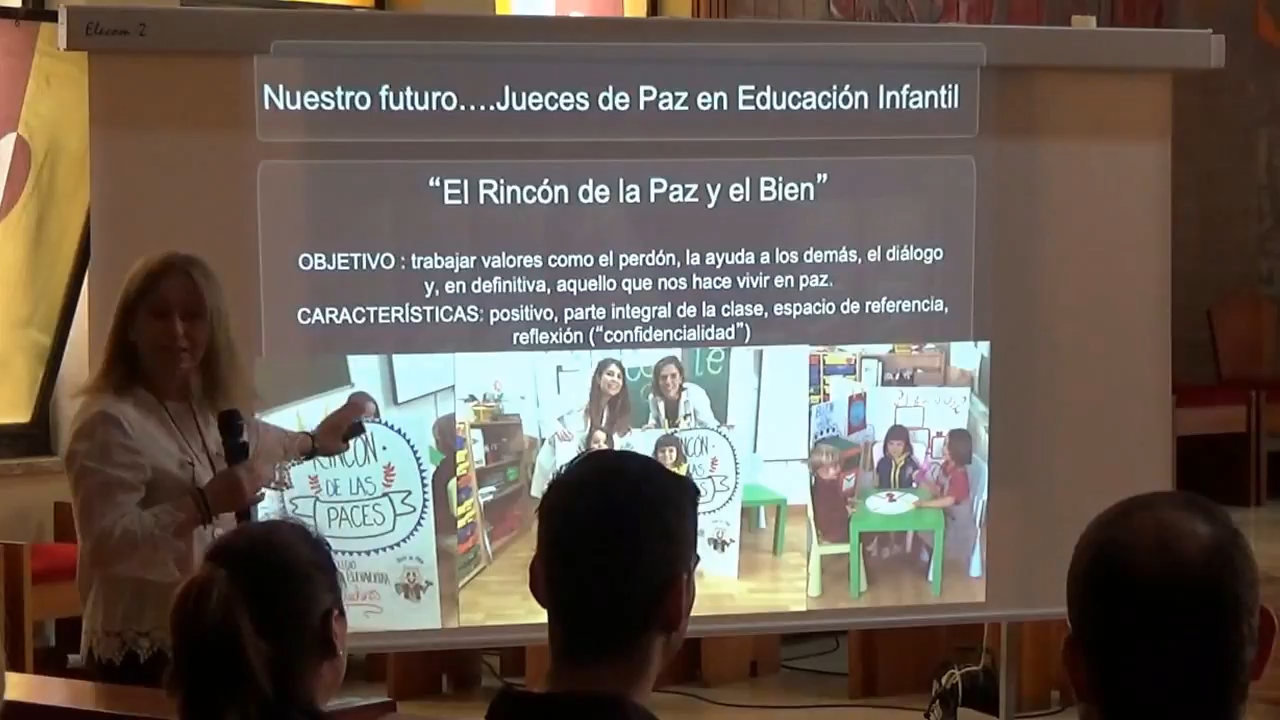 Elecom 2
Nuestro futuro....Jueces de Paz en Educación Infantil
“El Rincón de la Paz y el Bien”
OBJETIVO : trabajar valores como el perdón, la ayuda a los demás, el diálogo
y, en definitiva, aquello que nos hace vivir en paz.
CARACTERÍSTICAS: positivo, parte integral de la clase, espacio de referencia,
reflexión (“confidencialidad”)
RINCÓN
DE LAS
PACES